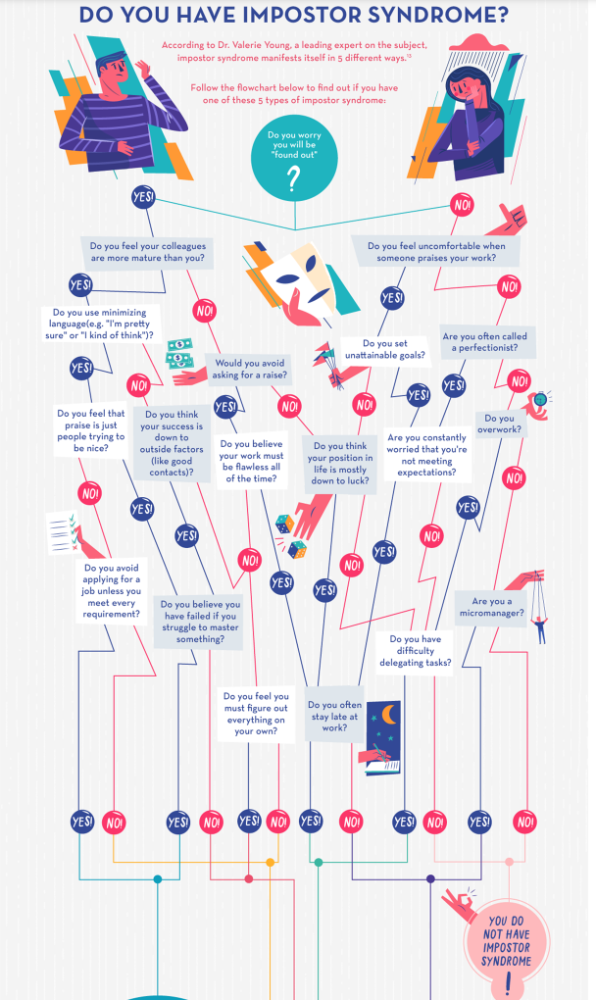 DO YOU HAVE IMPOSTOR SYNDROME?
According to Dr. Valerie Young, a leading expert on the subject,
impostor syndrome manifests itself in 5 different ways.¹³
Follow the flowchart below to find out if you have
one of these 5 types of impostor syndrome:
Do you worry
you will be
"found out"
?
YES!
NO!
Do you feel your colleagues
are more mature than you?
Do you feel uncomfortable when
someone praises your work?
YES!
NO!
YES!
NO!
Do you use minimizing
language(e.g. "I'm pretty
sure" or "I kind of think")?
Would you avoid
asking for a raise?
Do you set
unattainable goals?
Are you often called
a perfectionist?
YES!
NO!
YES!
NO!
NO!
YES!
YES!
NO!
Do you feel that
praise is just
people trying to
be nice?
Do you think
your success is
down to
outside factors
(like good
contacts)?
Do you believe
your work must
be flawless all
of the time?
Do you think
your position in
life is mostly
down to luck?
Are you constantly
worried that you're
not meeting
expectations?
Do you
overwork?
NO!
YES!
YES!
NO!
YES!
YES!
NO!
YES!
NO!
YES!
NO!
Do you avoid
applying for a
job unless you
meet every
requirement?
Do you believe you
have failed if you
struggle to master
something?
Do you have
difficulty
delegating tasks?
Are you a
micromanager?
Do you feel you
must figure out
everything on
your own?
Do you often
stay late at
work?
YES!
NO!
YES!
NO!
YES!
NO!
YES!
NO!
YES!
NO!
YES!
NO!
YOU DO
NOT HAVE
IMPOSTOR
SYNDROME
!